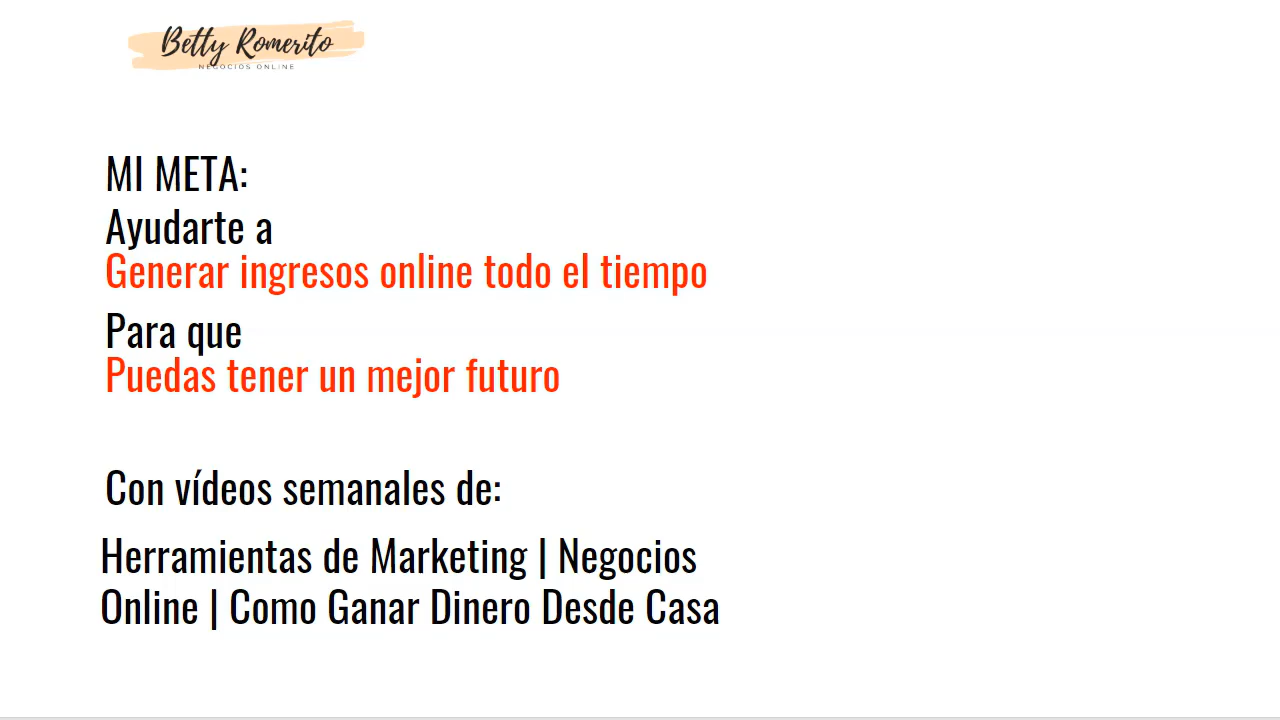 Betty Romerito
NEGOCIOS ONLINE
MI META:
Ayudarte a
Generar ingresos online todo el tiempo
Para que
Puedas tener un mejor futuro
Con vídeos semanales de:
Herramientas de Marketing | Negocios
Online | Como Ganar Dinero Desde Casa